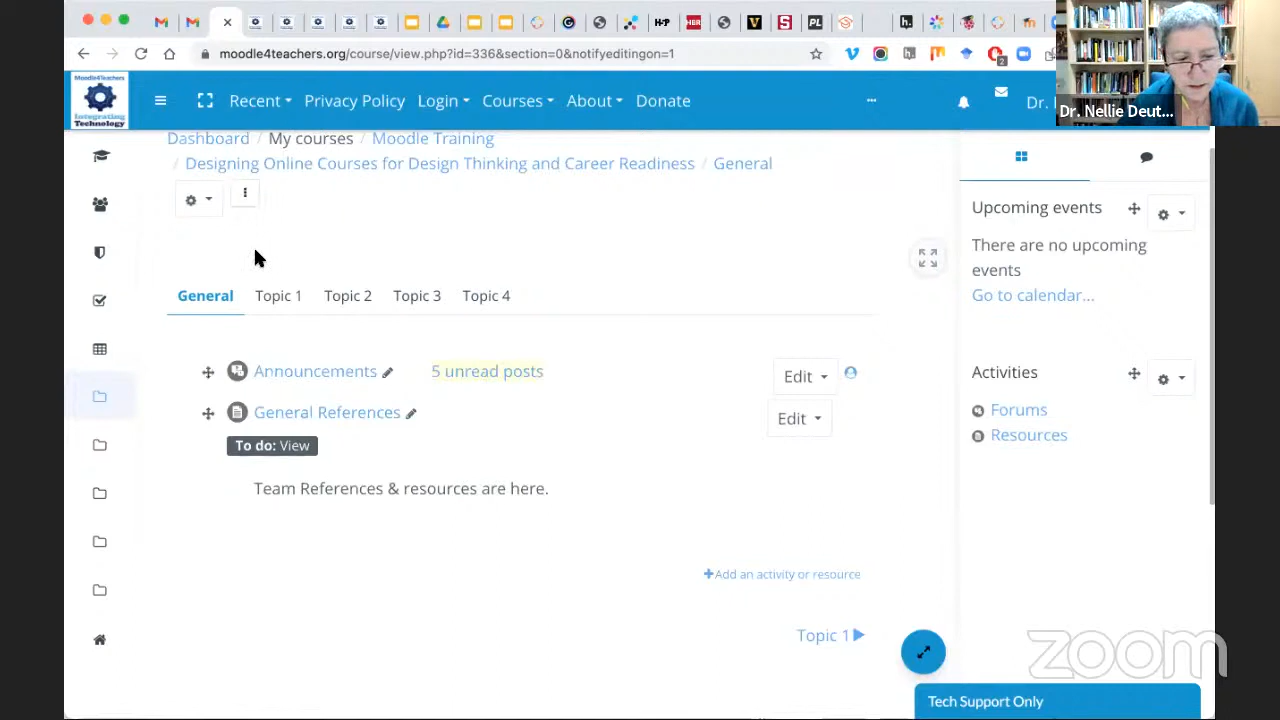 moodle4teachers.org/course/view.php?id=336&section=0&notifyeditingon=1
Moodle4Teachers
Integrating
Technology
Recent
Privacy Policy
Login
Courses
About
Donate
Dr.
Dr. Nellie Deut...
Dashboard / My courses / Moodle Training
/ Designing Online Courses for Design Thinking and Career Readiness / General
General
Topic 1
Topic 2
Topic 3
Topic 4
Announcements
5 unread posts
Edit
General References
Edit
To do: View
Team References & resources are here.
Add an activity or resource
Topic 1
Upcoming events
There are no upcoming
events
Go to calendar...
Activities
Forums
Resources
zoom
Tech Support Only